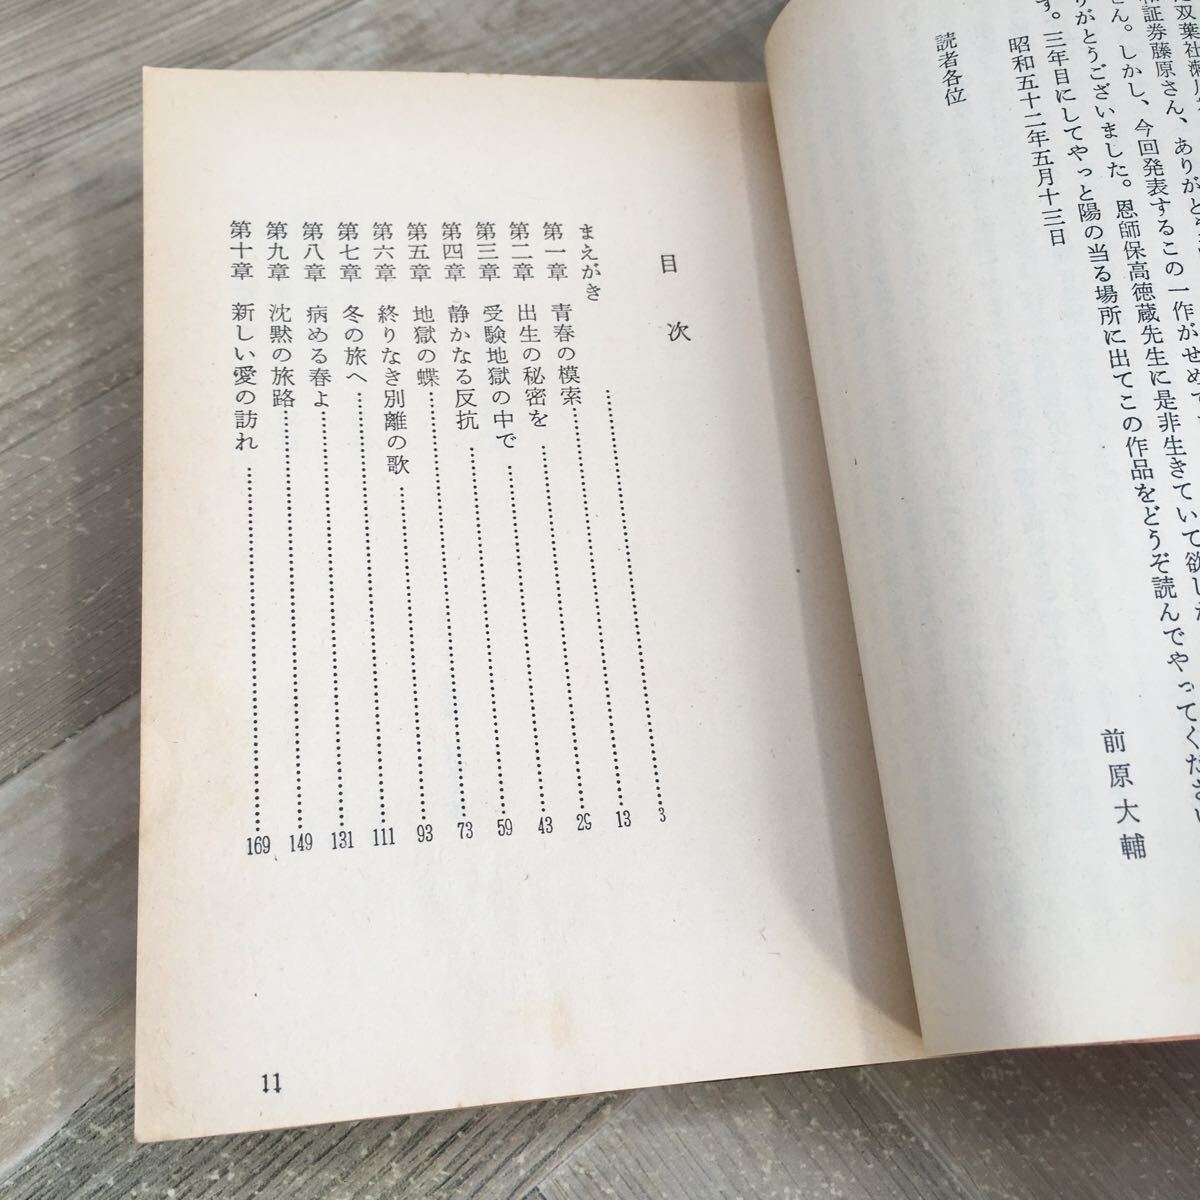 双葉社瀬川
証券藤原さん、ありがとう
せん。しかし、今回発表するこの一作がせめて
りがとうございました。恩師保高徳蔵先生に是非生きていて欲し
す。三年目にしてやっと陽の当る場所に出てこの作品をどうぞ読んでやってください
昭和五十二年五月十三日
前原大輔
読者各位
目次
まえがき 3
第一章 青春の模索 13
第二章 出生の秘密を 29
第三章 受験地獄の中で 43
第四章 静かなる反抗 59
第五章 地獄の蝶 73
第六章 終りなき別離の歌 93
第七章 冬の旅へ 111
第八章 病める春よ 131
第九章 沈黙の旅路 149
第十章 新しい愛の訪れ 169
11